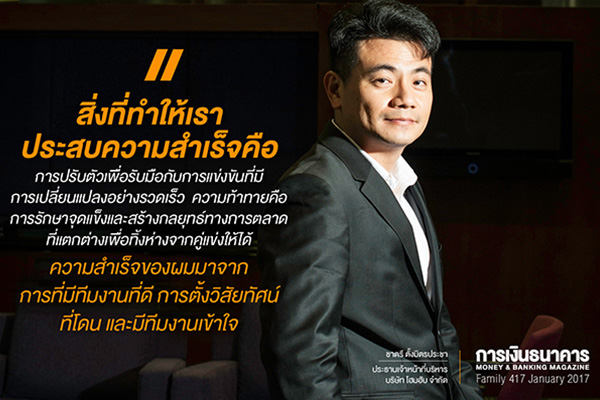 สิ่งที่ทำให้เรา
ประสบความสำเร็จคือ
การปรับตัวเพื่อรับมือกับการแข่งขันที่มี
การเปลี่ยนแปลงอย่างรวดเร็ว ความท้าทายคือ
การรักษาจุดแข็งและสร้างกลยุทธ์ทางการตลาด
ที่แตกต่างเพื่อทิ้งห่างจากคู่แข่งให้ได้
ความสำเร็จของผมมาจาก
การที่มีทีมงานที่ดี การตั้งวิสัยทัศน์
ที่โดน และมีทีมงานเข้าใจ
ชาตรี ตั้งมิตรประชา
ประธานเจ้าหน้าที่บริหาร
บริษัท โฮมฮับ จำกัด
การเงินธนาคาร
MONEY & BANKING MAGAZINE
Family 417 January 2017